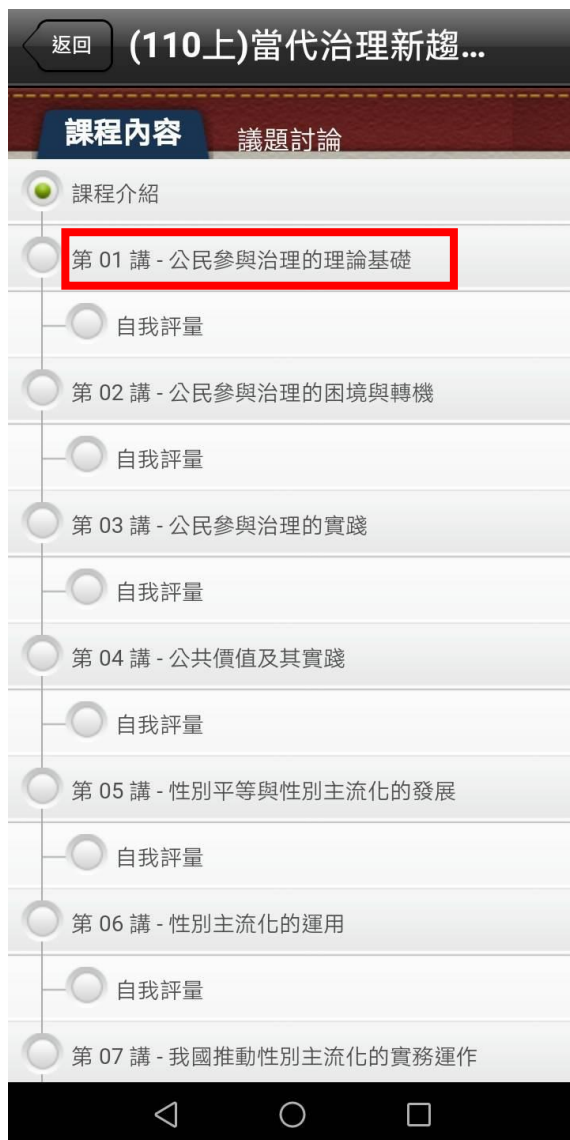 返回
(110上)當代治理新趨...
課程內容
議題討論
課程介紹
第 01 講 - 公民參與治理的理論基礎
自我評量
第 02 講 - 公民參與治理的困境與轉機
自我評量
第 03 講 - 公民參與治理的實踐
自我評量
第 04 講 - 公共價值及其實踐
自我評量
第 05 講 - 性別平等與性別主流化的發展
自我評量
第 06 講 - 性別主流化的運用
自我評量
第 07 講 - 我國推動性別主流化的實務運作